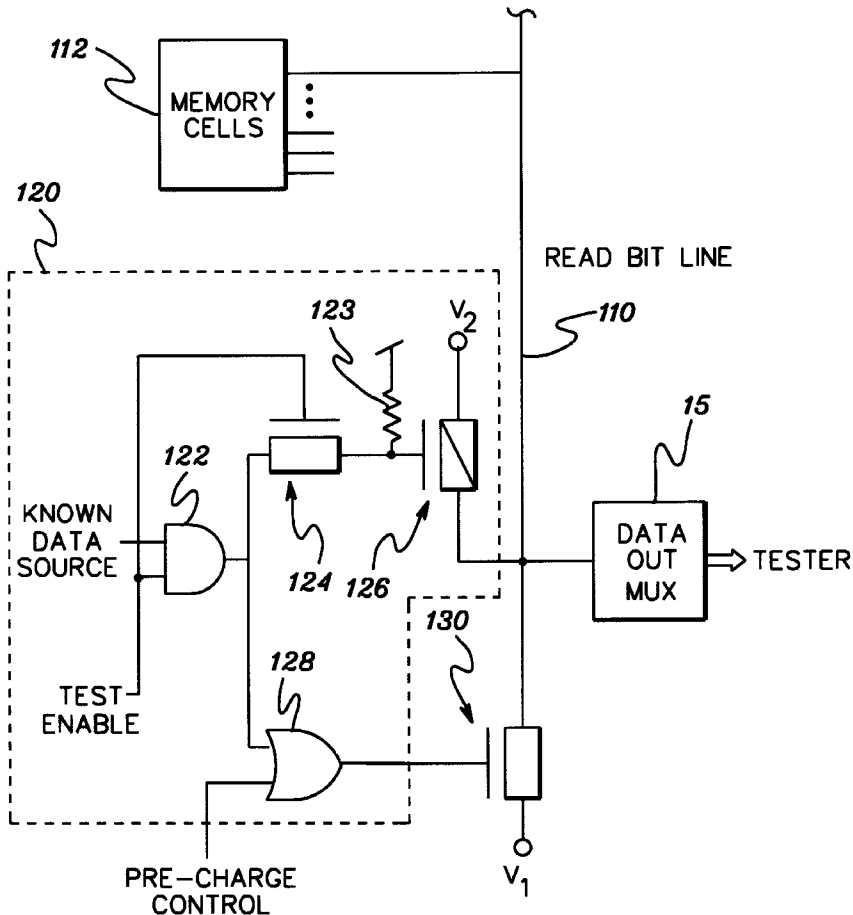 112
MEMORY
CELLS
120
READ BIT LINE
V2
110
123
15
122
KNOWN
DATA
SOURCE
124
126
DATA
OUT
MUX
TESTER
130
128
TEST
ENABLE
V1
PRE-CHARGE
CONTROL